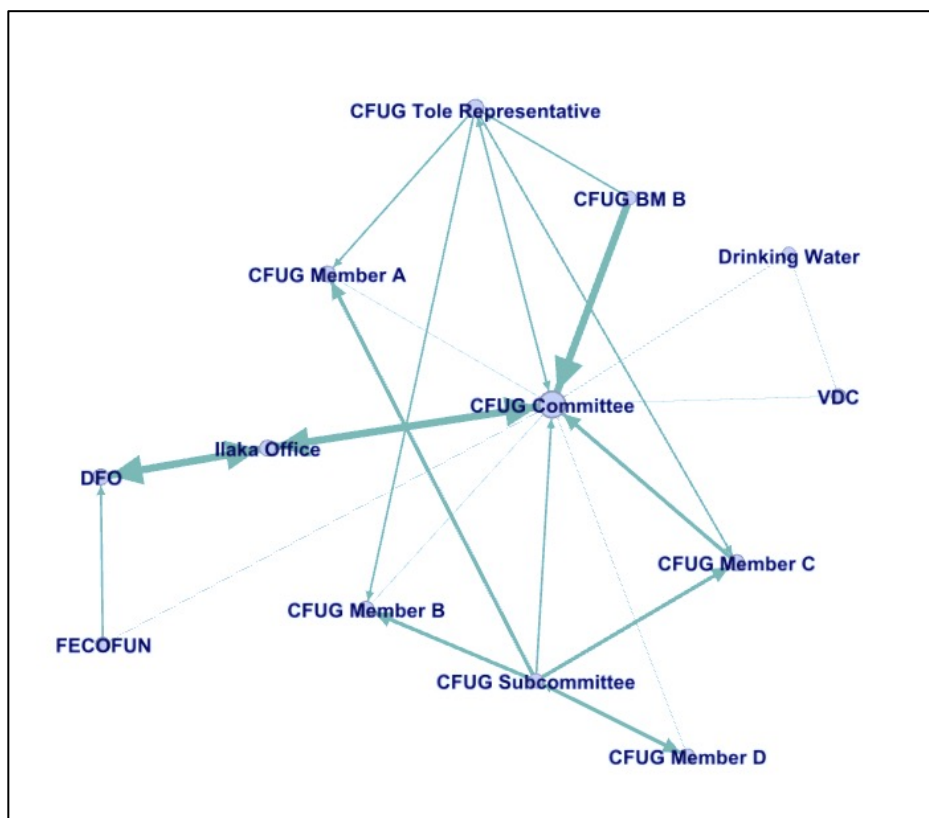 CFUG Tole Representative
CFUG BM B
Drinking Water
CFUG Member A
VDC
CFUG Committee
Ilaka Office
DFO
CFUG Member C
CFUG Member B
FECOFUN
CFUG Subcommittee
CFUG Member D